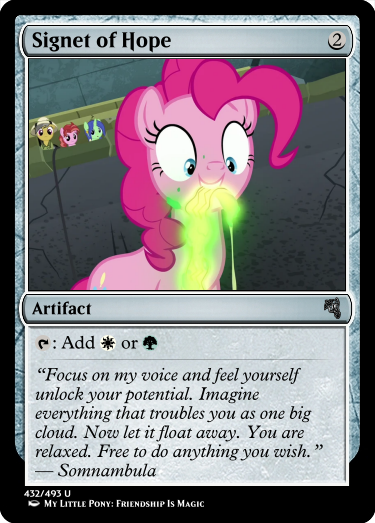 Signet of Hope 2
Artifact
: Add or
“Focus on my voice and feel yourself
unlock your potential. Imagine
everything that troubles you as one big
cloud. Now let it float away. You are
relaxed. Free to do anything you wish.”
— Somnambula
432/493 U
My Little Pony: Friendship Is Magic